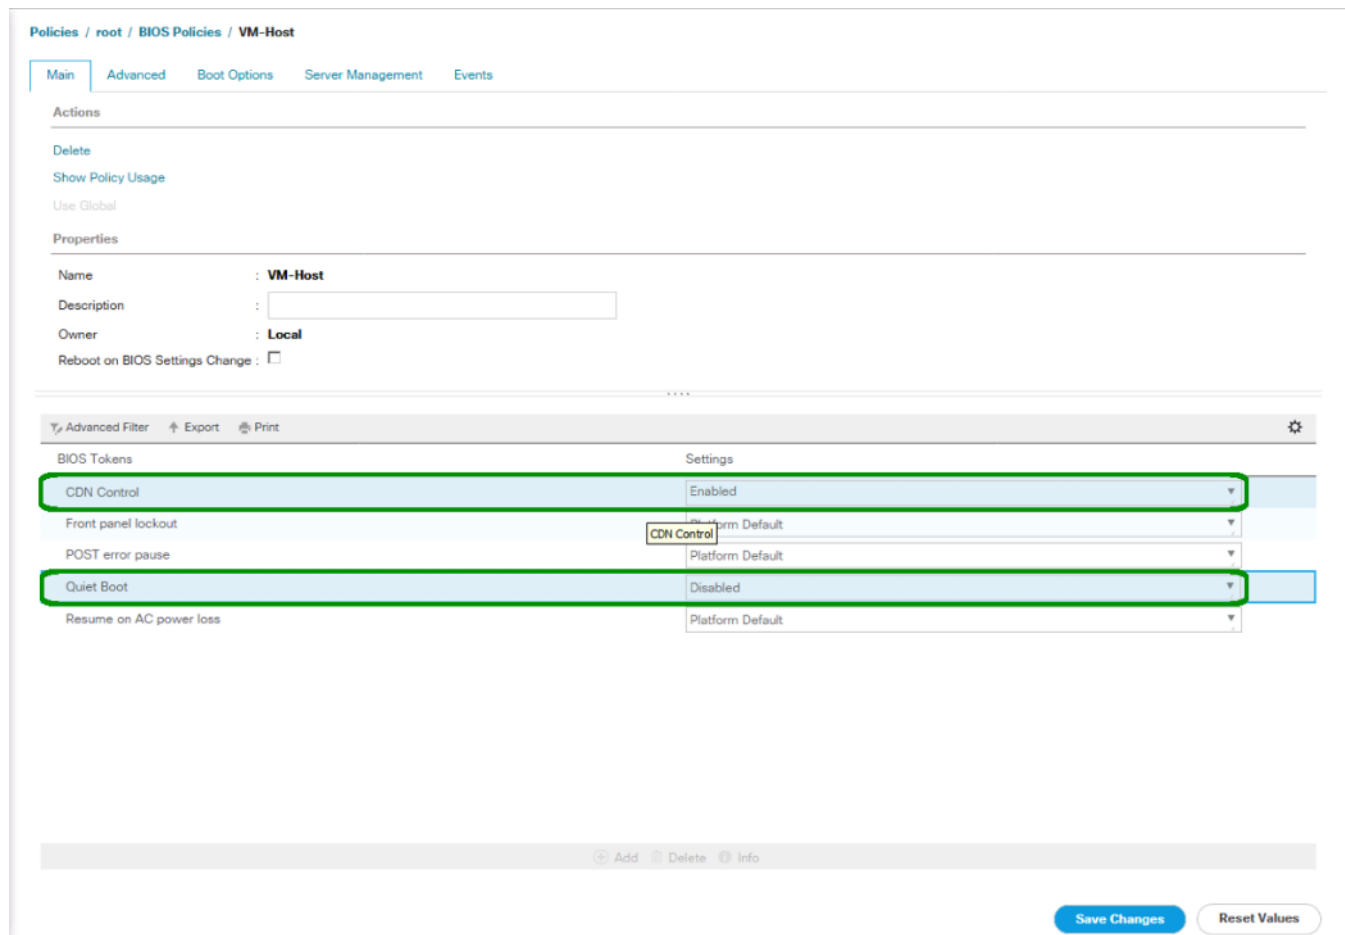 Policies / root / BIOS Policies / VM-Host
Main Advanced Boot Options Server Management Events
Actions
Delete
Show Policy Usage
Use Global
Properties
Name : VM-Host
Description :
Owner : Local
Reboot on BIOS Settings Change :
Advanced Filter Export Print
BIOS Tokens Settings
CDN Control Enabled
Front panel lockout Platform Default
CDN Control
POST error pause Platform Default
Quiet Boot Disabled
Resume on AC power loss Platform Default
Add Delete Info
Save Changes Reset Values